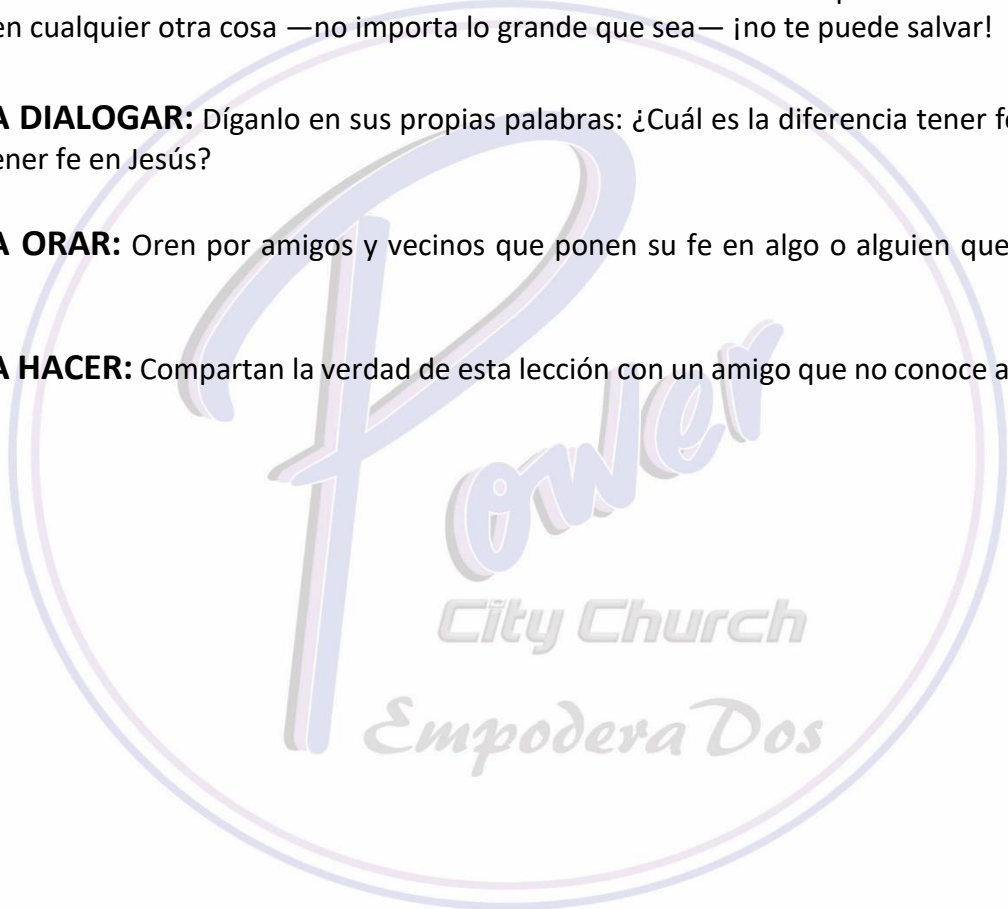 en cualquier otra cosa —no importa lo grande que sea— ¡no te puede salvar!
A DIALOGAR: Díganlo en sus propias palabras: ¿Cuál es la diferencia tener fe
ener fe en Jesús?
A ORAR: Oren por amigos y vecinos que ponen su fe en algo o alguien que
A HACER: Compartan la verdad de esta lección con un amigo que no conoce a
Power
City Church
EmpoderaDos